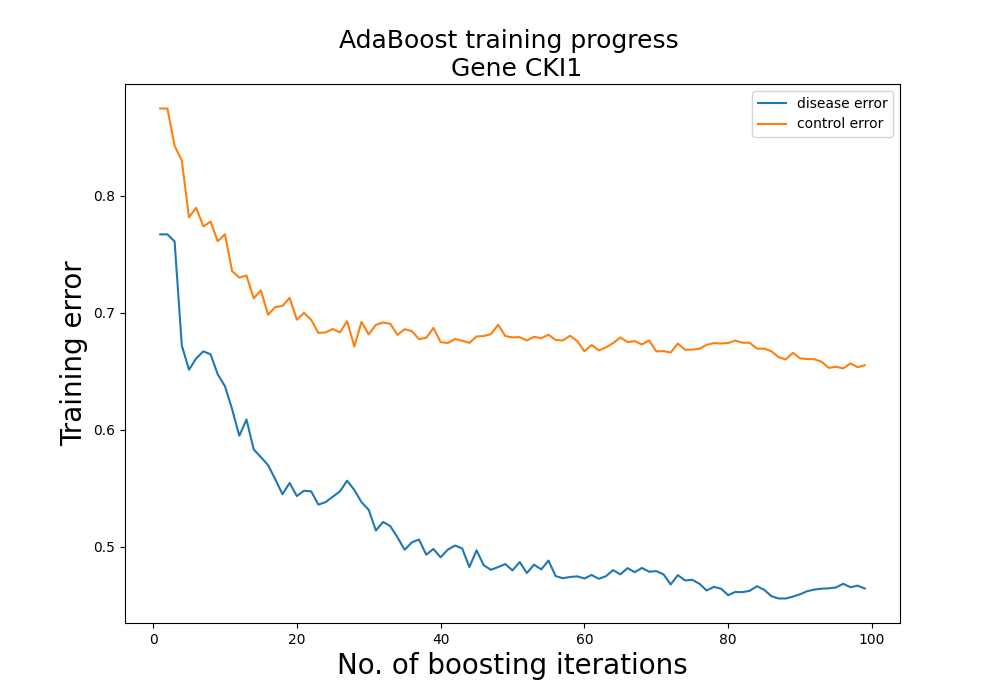 AdaBoost training progress
Gene CKI1
disease error
control error
Training error
0.8
0.7
0.6
0.5
0
20
40
60
80
100
No. of boosting iterations